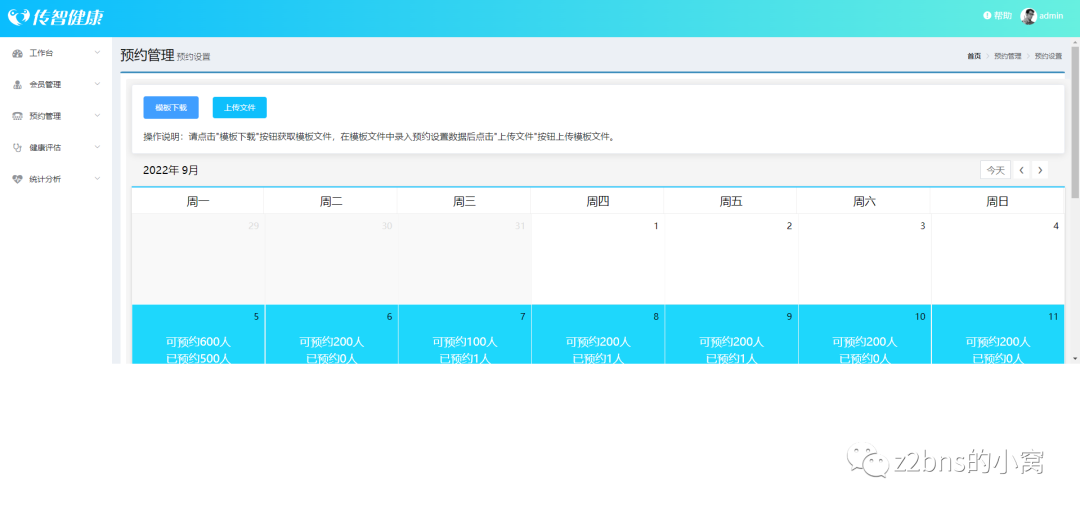 传智健康
帮助 admin
工作台
会员管理
预约管理
健康评估
统计分析
预约管理 预约设置
首页 预约管理 预约设置
模板下载 上传文件
操作说明：请点击"模板下载"按钮获取模板文件，在模板文件中录入预约设置数据后点击"上传文件"按钮上传模板文件。
2022年 9月
今天
周一 周二 周三 周四 周五 周六 周日
29 30 31 1 2 3 4
5 6 7 8 9 10 11
可预约600人 可预约200人 可预约100人 可预约200人 可预约200人 可预约200人 可预约200人
已预约500人 已预约0人 已预约1人 已预约1人 已预约1人 已预约0人 已预约0人
z2bns的小窝